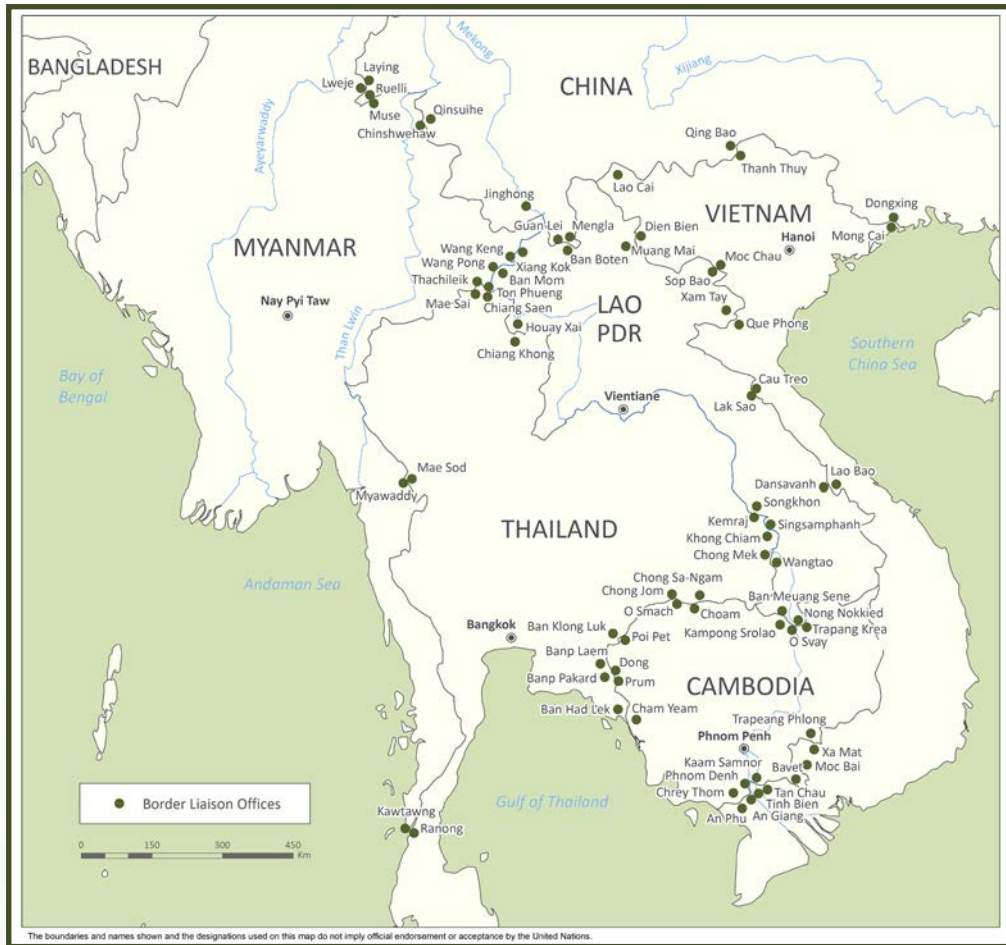 BANGLADESH
Laying
Lweje
Ruelli
Muse
Qinsuihe
Chinshwehaw
Mekong
CHINA
Xijiang
Ayeyarwaddy
Qing Bao
Thanh Thuy
Lao Cai
Jinghong
Dongxing
Guan Lei
Mengla
Dien Bien
VIETNAM
Mong Cai
MYANMAR
Wang Keng
Muang Mai
Hanoi
Ban Boten
Wang Pong
Xiang Kok
Moc Chau
Thachileik
Ban Mom
Sop Bao
Ton Phueng
Mae Sai
Chiang Saen
Xam Tay
Nay Pyi Taw
LAO
PDR
Houay Xai
Que Phong
Than Lwin
Chiang Khong
Southern
China Sea
Bay of
Bengal
Cau Treo
Vientiane
Lak Sao
Mae Sod
Myawaddy
Lao Bao
Dansavanh
Songkhon
THAILAND
Kemraj
Singsamphanh
Khong Chiam
Chong Mek
Wangtao
Andaman Sea
Chong Sa-Ngam
Chong Jom
Ban Meuang Sene
O Smach
Choam
Nong Nokkied
Bangkok
Ban Klong Luk
Kampong Srolao
Trapang Krea
Poi Pet
O Svay
Banp Laem
Dong
Banp Pakard
Prum
CAMBODIA
Ban Had L'ek
Cham Yeam
Trapeang Phlong
Phnom Penh
Xa Mat
Kaam Samnor
Bavet
Moc Bai
Phnom Denh
Chrey Thom
Tan Chau
Tinh Bien
An Phu
An Giang
Gulf of Thailand
Border Liaison Offices
Kawtawng
Ranong
0 150 300 450
Km
The boundaries and names shown and the designations used on this map do not imply official endorsement or acceptance by the United Nations.